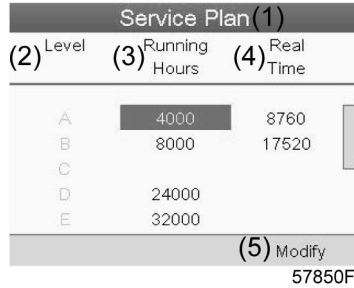 Service Plan (1)
(2) Level (3) Running Hours (4) Real Time
A 4000 8760
B 8000 17520
C
D 24000
E 32000
(5) Modify
57850F